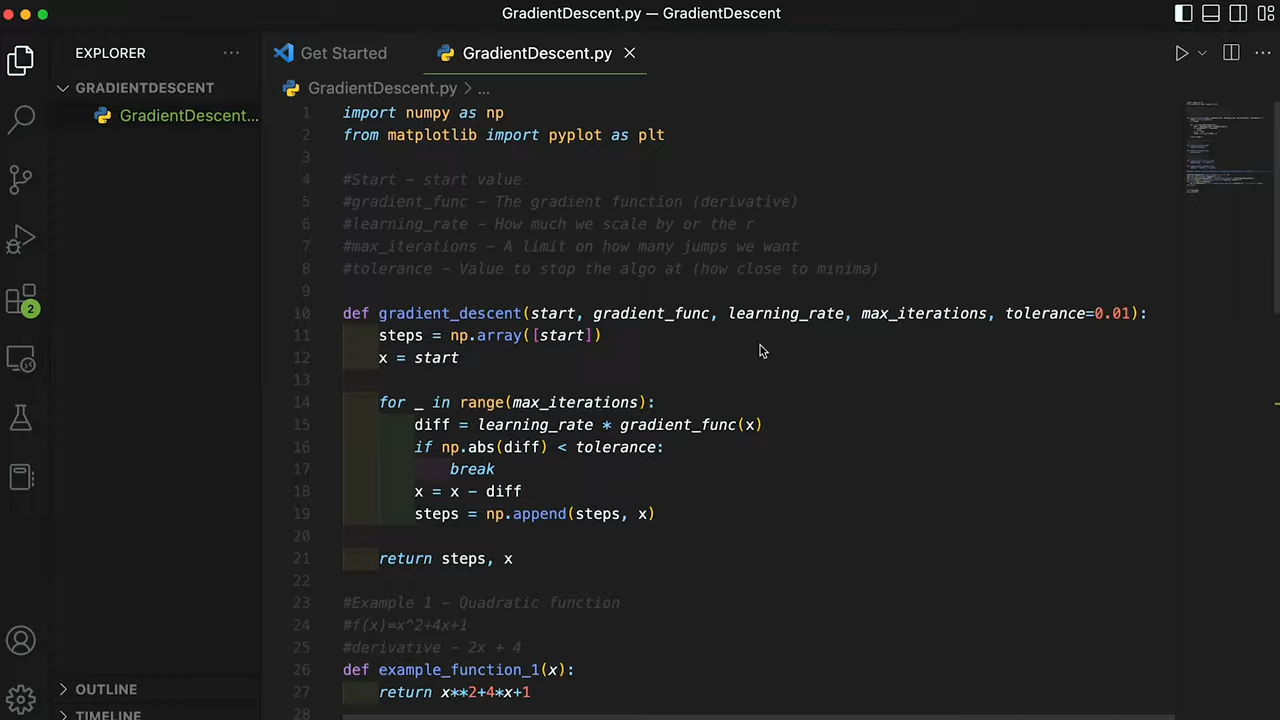 GradientDescent.py — GradientDescent
EXPLORER ···
GRADIENTDESCENT
GradientDescent...
2
OUTLINE
TIMELINE
Get Started
GradientDescent.py
GradientDescent.py > ...
1 import numpy as np
2 from matplotlib import pyplot as plt
3
4 #Start - start value
5 #gradient_func - The gradient function (derivative)
6 #learning_rate - How much we scale by or the r
7 #max_iterations - A limit on how many jumps we want
8 #tolerance - Value to stop the algo at (how close to minima)
9
10 def gradient_descent(start, gradient_func, learning_rate, max_iterations, tolerance=0.01):
11     steps = np.array([start])
12     x = start
13
14     for _ in range(max_iterations):
15         diff = learning_rate * gradient_func(x)
16         if np.abs(diff) < tolerance:
17             break
18         x = x - diff
19         steps = np.append(steps, x)
20
21     return steps, x
22
23 #Example 1 - Quadratic function
24 #f(x)=x^2+4x+1
25 #derivative - 2x + 4
26 def example_function_1(x):
27     return x**2+4*x+1
28